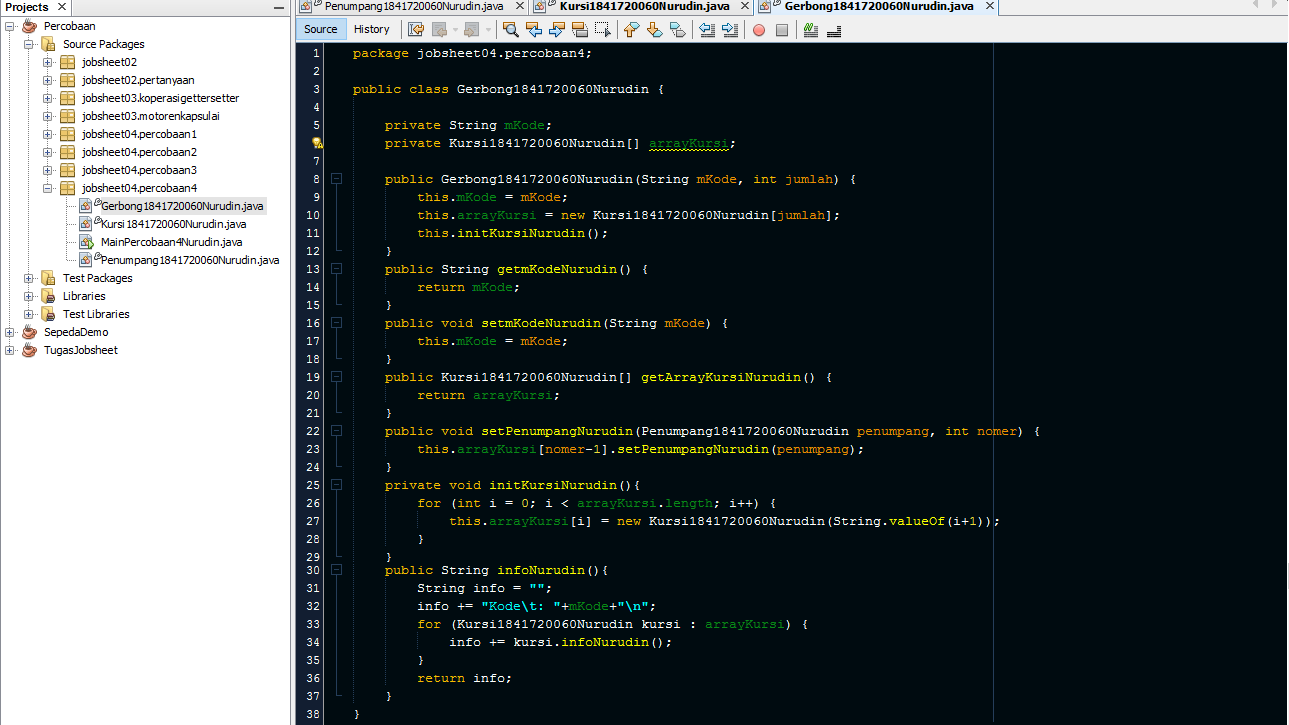 Projects
Percobaan
Source Packages
jobsheet02
jobsheet02.pertanyaan
jobsheet03.koperasigettersetter
jobsheet03.motorenkapsulai
jobsheet04.percobaan1
jobsheet04.percobaan2
jobsheet04.percobaan3
jobsheet04.percobaan4
Gerbong1841720060Nurudin.java
Kursi1841720060Nurudin.java
MainPercobaan4Nurudin.java
Penumpang1841720060Nurudin.java
Test Packages
Libraries
Test Libraries
SepedaDemo
TugasJobsheet
Penumpang1841720060Nurudin.java Kursi1841720060Nurudin.java Gerbong1841720060Nurudin.java
Source History
1 package jobsheet04.percobaan4;
2
3 public class Gerbong1841720060Nurudin {
4
5 private String mKode;
private Kursi1841720060Nurudin[] arrayKursi;
7
8 public Gerbong1841720060Nurudin(String mKode, int jumlah) {
9 this.mKode = mKode;
10 this.arrayKursi = new Kursi1841720060Nurudin[jumlah];
11 this.initKursiNurudin();
12 }
13 public String getmKodeNurudin() {
14 return mKode;
15 }
16 public void setmKodeNurudin(String mKode) {
17 this.mKode = mKode;
18 }
19 public Kursi1841720060Nurudin[] getArrayKursiNurudin() {
20 return arrayKursi;
21 }
22 public void setPenumpangNurudin(Penumpang1841720060Nurudin penumpang, int nomer) {
23 this.arrayKursi[nomer-1].setPenumpangNurudin(penumpang);
24 }
25 private void initKursiNurudin(){
26 for (int i = 0; i < arrayKursi.length; i++) {
27 this.arrayKursi[i] = new Kursi1841720060Nurudin(String.valueOf(i+1));
28 }
29 }
30 public String infoNurudin(){
31 String info = "";
32 info += "Kode\t: "+mKode+"\n";
33 for (Kursi1841720060Nurudin kursi : arrayKursi) {
34 info += kursi.infoNurudin();
35 }
36 return info;
37 }
38 }